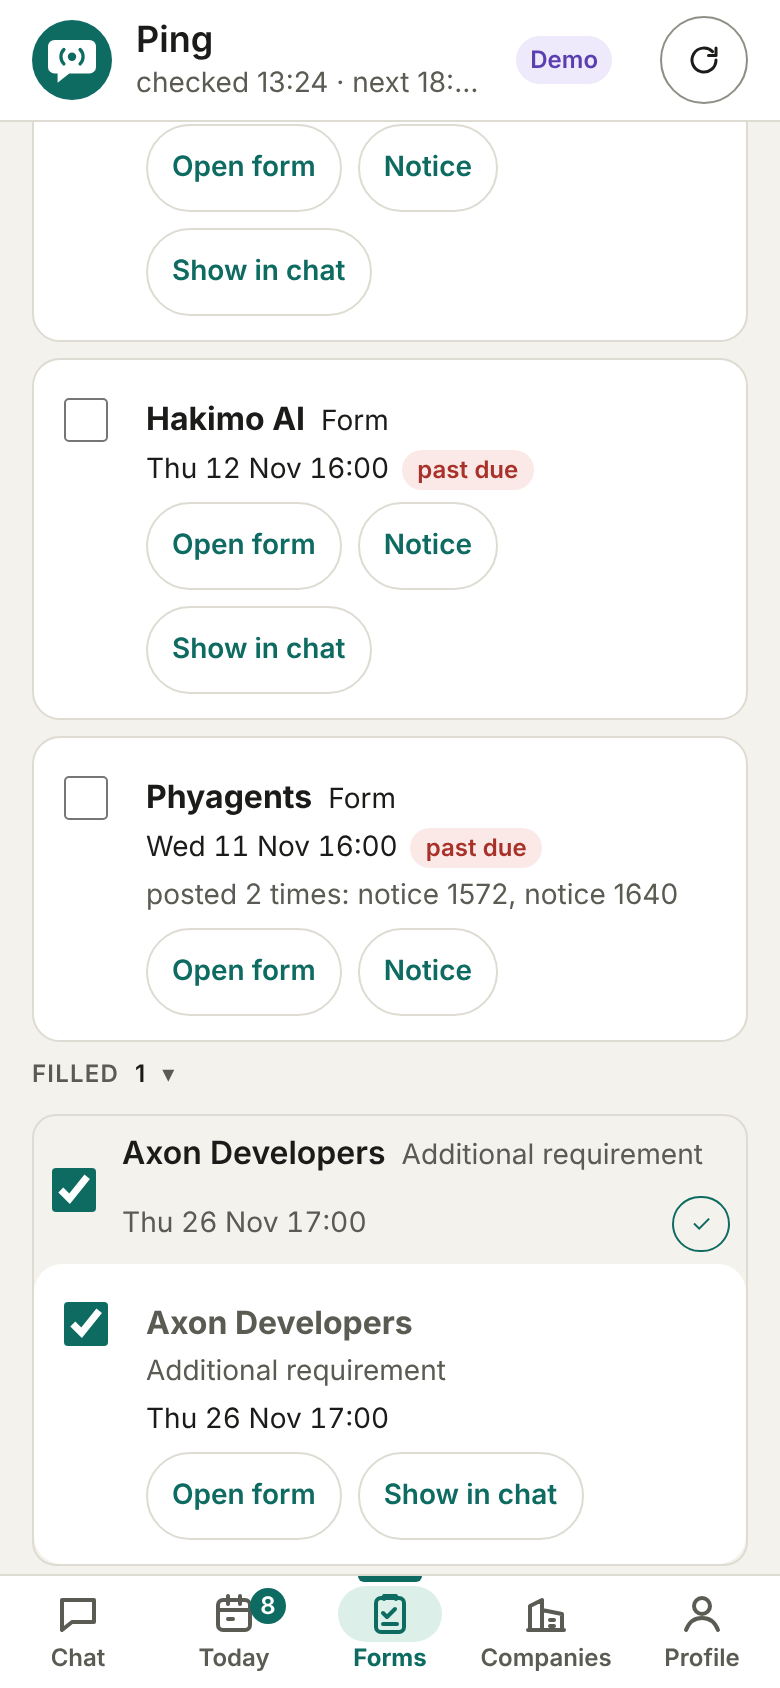 Ping
checked 13:24 · next 18:...
Demo
Open form
Notice
Show in chat
Hakimo AI Form
Thu 12 Nov 16:00 past due
Open form
Notice
Show in chat
Phyagents Form
Wed 11 Nov 16:00 past due
posted 2 times: notice 1572, notice 1640
Open form
Notice
FILLED 1 ▾
Axon Developers Additional requirement
Thu 26 Nov 17:00
Axon Developers
Additional requirement
Thu 26 Nov 17:00
Open form
Show in chat
8
Chat
Today
Forms
Companies
Profile